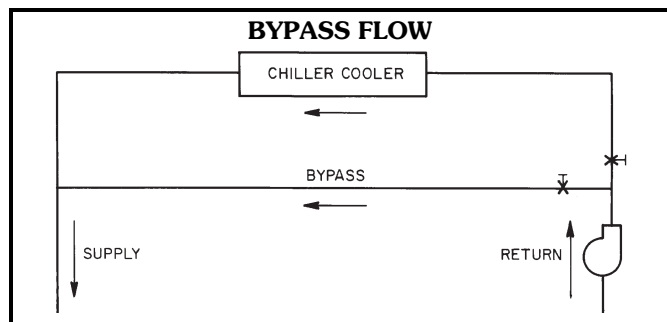 BYPASS FLOW
CHILLER COOLER
BYPASS
SUPPLY
RETURN